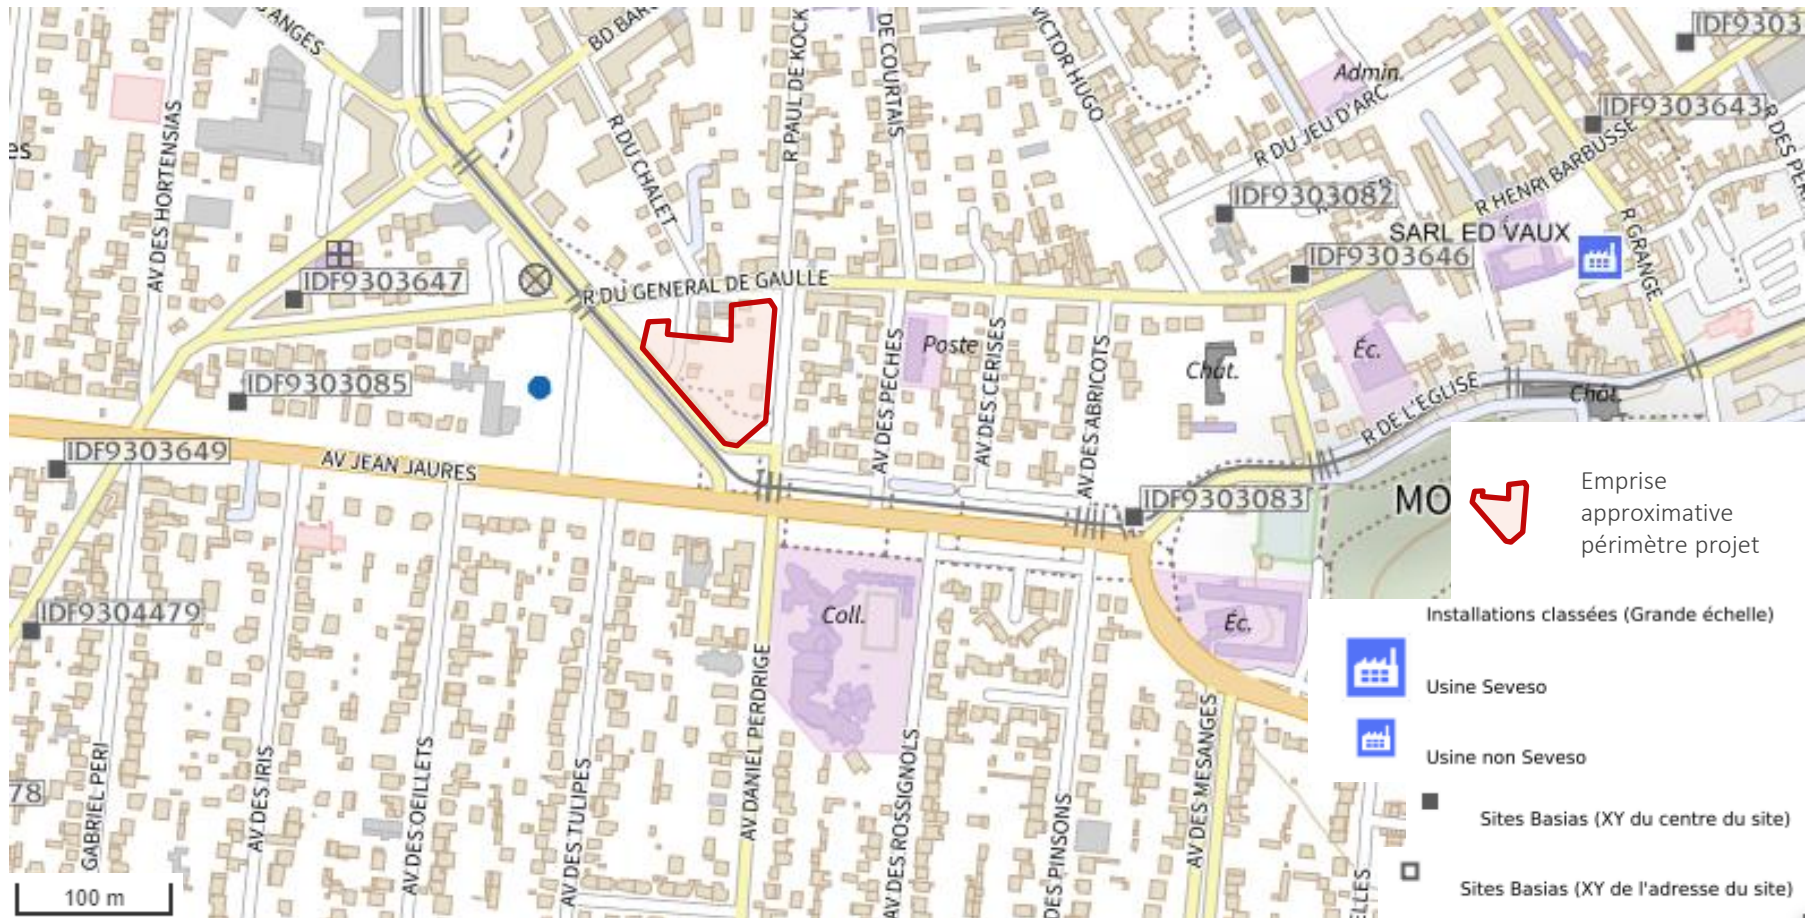 D'ANGES
BD BARO
R PAUL DE KOCK
DE COURTAIS
VICTOR HUGO
Admin.
IDF9303
IDF9303643
R DES PER
es
AV DES HORTENSIAS
R DU CHALET
R DU JEU D'ARC
R HENRI BARBUSSE
IDF9303082
SARL ED VAUX
IDF9303646
R GRANGE
IDF9303647
R DU GENERAL DE GAULLE
Poste
AV DES PECHES
AV DES CERISES
AV DES ABRICOTS
Chât.
Éc.
IDF9303085
R DE L'EGLISE
Chât.
IDF9303649
AV JEAN JAURES
IDF9303083
MO
Emprise
approximative
périmètre projet
IDF9304479
Coll.
Éc.
Installations classées (Grande échelle)
Usine Seveso
Usine non Seveso
78
GABRIEL PERI
AV DES IRIS
AV DES OEILLETS
AV DES TULIPES
AV DANIEL PERDRIGE
AV DES ROSSIGNOLS
DES PINSONS
AV DES MESANGES
ELLES
Sites Basias (XY du centre du site)
Sites Basias (XY de l'adresse du site)
100 m